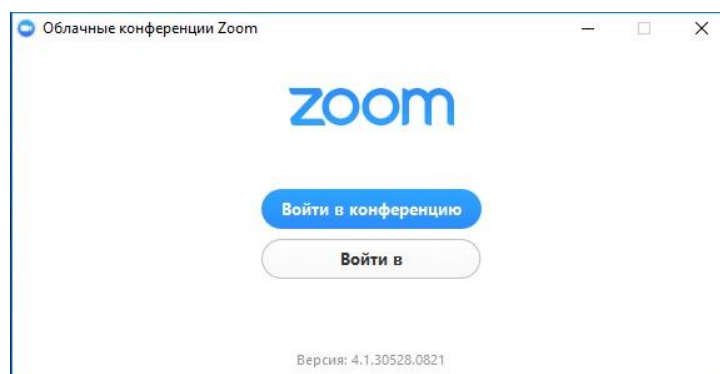 Облачные конференции Zoom
zoom
Войти в конференцию
Войти в
Версия: 4.1.30528.0821